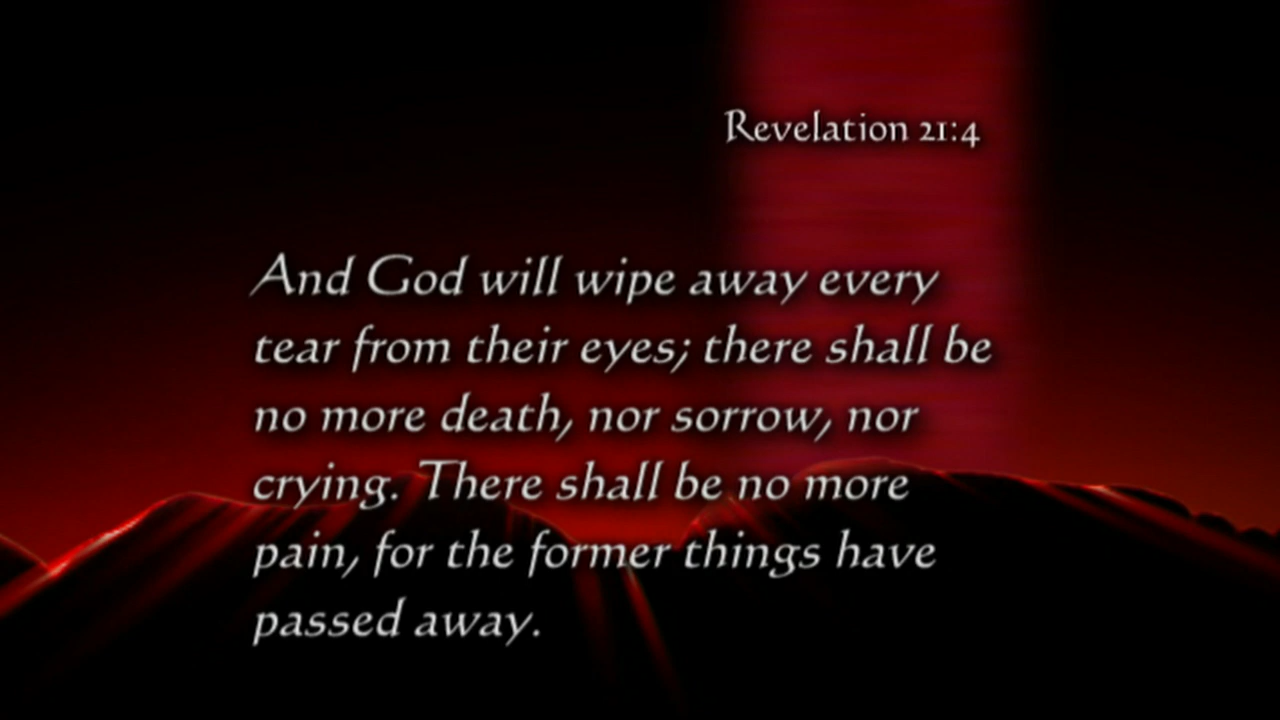 Revelation 21:4
And God will wipe away every
tear from their eyes; there shall be
no more death, nor sorrow, nor
crying. There shall be no more
pain, for the former things have
passed away.